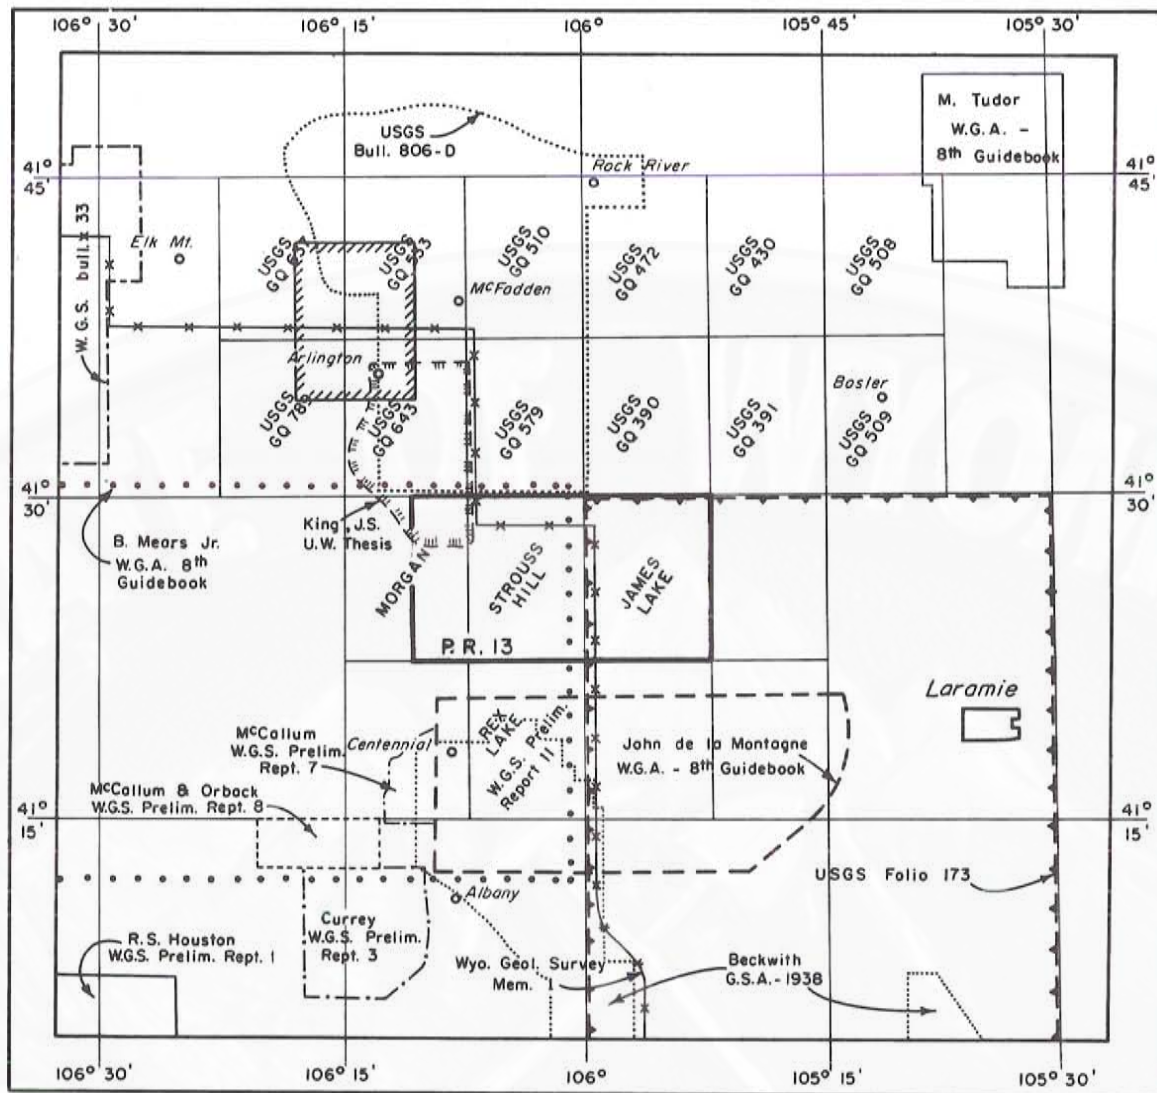 106° 30'
106° 15'
106°
105° 45'
105° 30'
M. Tudor
W.G.A. -
8th Guidebook
USGS
Bull. 806-D
41°
45'
Rock River
41°
45'
W.G.S. bull. 33
Elk Mt.
USGS
USGS
USGS
GQ 510
USGS
GQ 472
USGS
GQ 430
USGS
GQ 508
McFadden
Arlington
Bosler
USGS
USGS
GQ 643
USGS
GQ 579
USGS
GQ 390
USGS
GQ 391
USGS
GQ 509
41°
30'
41°
30'
King, J.S.
U.W. Thesis
B. Mears Jr.
W.G.A. 8th
Guidebook
MORGAN
STROUSS
HILL
JAMES
LAKE
P.R. 13
Laramie
McCallum
W.G.S. Prelim.
Rept. 7
Centennial
REX
LAKE
W.G.S. Prelim.
Report 11
John de la Montagne
W.G.A. - 8th Guidebook
McCallum & Orback
W.G.S. Prelim. Rept. 8
41°
15'
41°
15'
USGS Folio 173
Albany
Currey
W.G.S. Prelim.
Rept. 3
R.S. Houston
W.G.S. Prelim. Rept. 1
Wyo. Geol. Survey
Mem. 1
Beckwith
G.S.A. - 1938
106° 30'
106° 15'
106°
105° 15'
105° 30'